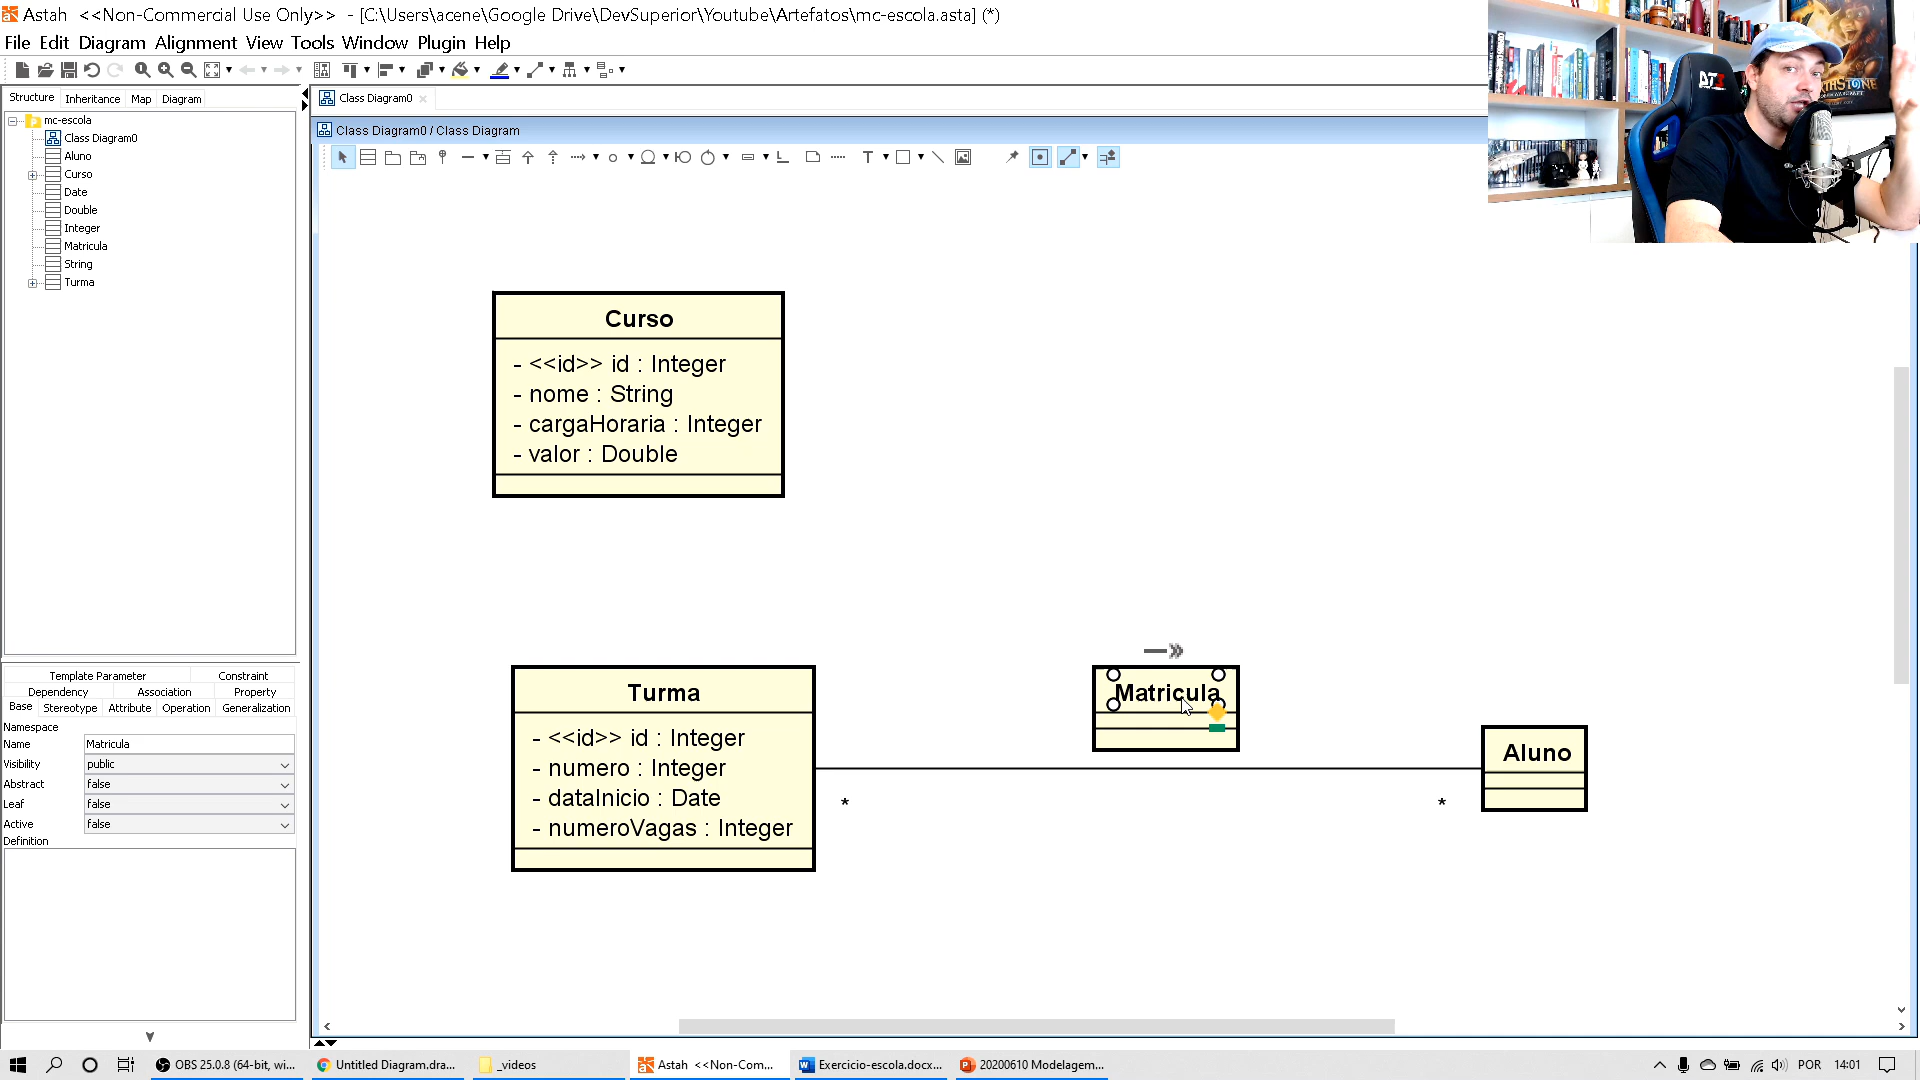 Astah <<Non-Commercial Use Only>> - [C:\Users\acene\Google Drive\DevSuperior\Youtube\Artefatos\mc-escola.asta] (*)
File Edit Diagram Alignment View Tools Window Plugin Help
Structure Inheritance Map Diagram
Class Diagram0
mc-escola
Class Diagram0 / Class Diagram
Class Diagram0
Aluno
Curso
Date
Double
Integer
Matricula
String
Turma
Curso
- <<id>> id : Integer
- nome : String
- cargaHoraria : Integer
- valor : Double
Turma
- <<id>> id : Integer
- numero : Integer
- dataInicio : Date
- numeroVagas : Integer
*
Matricula
*
Aluno
Template Parameter Constraint
Dependency Association Property
Base Stereotype Attribute Operation Generalization
Namespace
Name Matricula
Visibility public
Abstract false
Leaf false
Active false
Definition
OBS 25.0.8 (64-bit, wi...
Untitled Diagram.dra...
_videos
Astah <<Non-Com...
Exercicio-escola.docx...
20200610 Modelagem...
POR 14:01